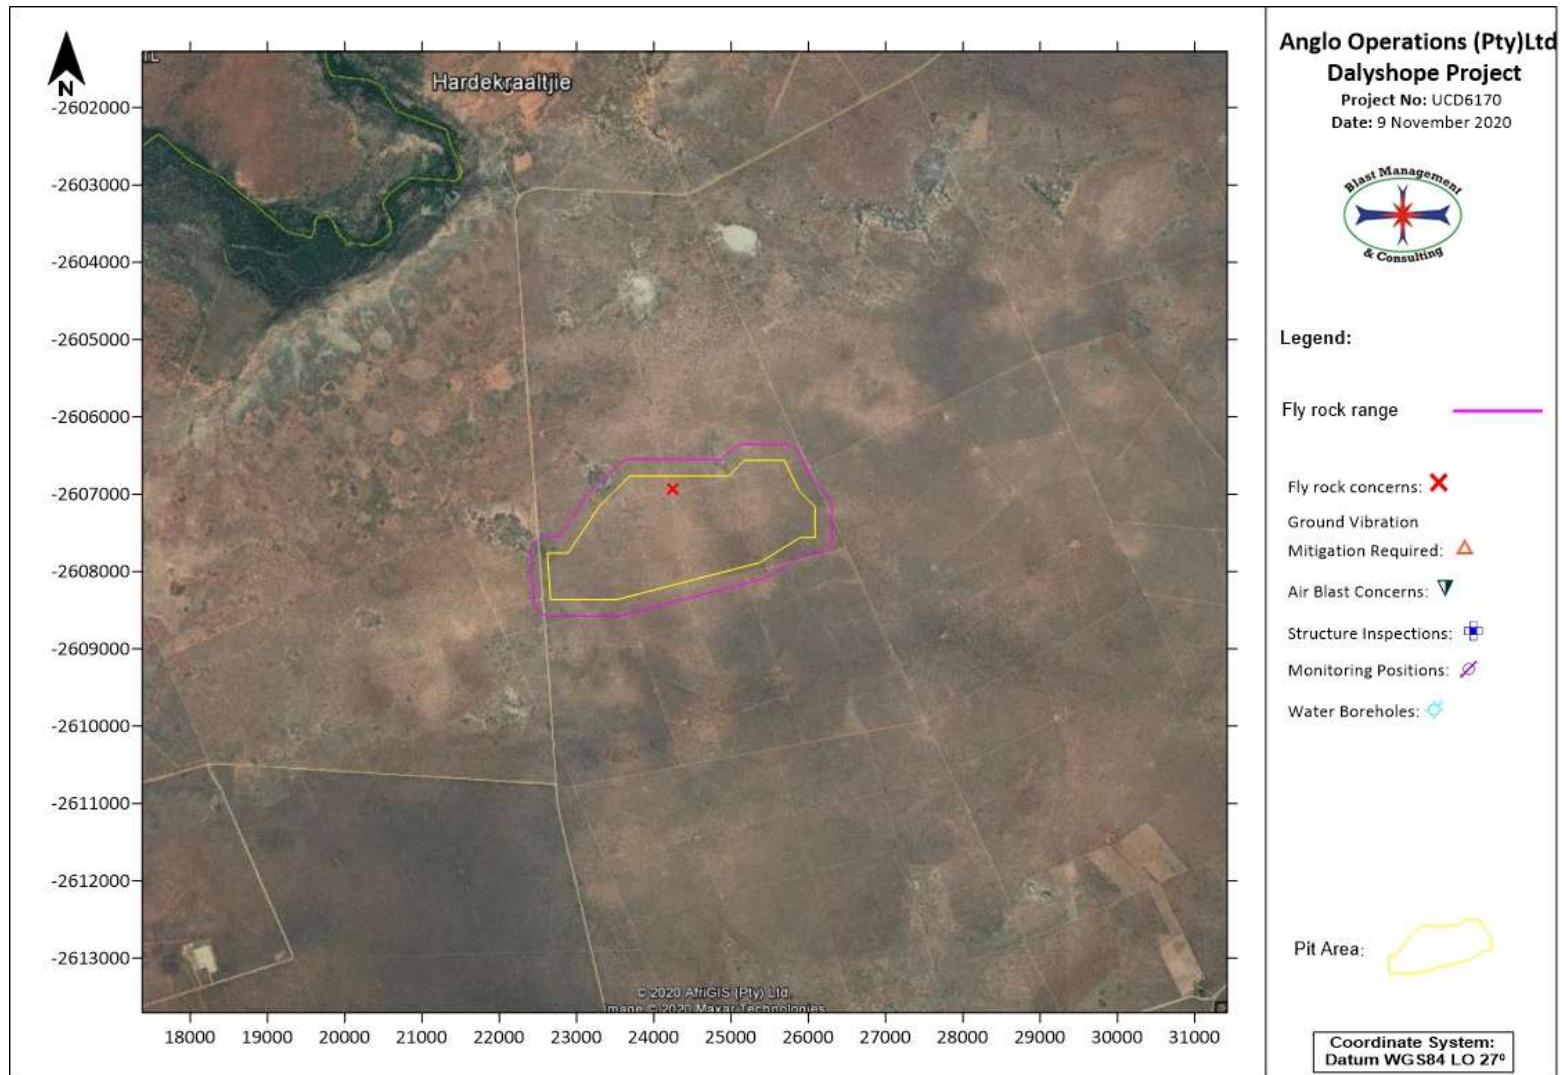 Anglo Operations (Pty)Ltd
Dalyshope Project
Project No: UCD6170
Date: 9 November 2020
Blast Management
& Consulting
Legend:
Fly rock range
Fly rock concerns:
Ground Vibration
Mitigation Required:
Air Blast Concerns:
Structure Inspections:
Monitoring Positions:
Water Boreholes:
Pit Area:
Coordinate System:
Datum WGS84 LO 27⁰
N
Hardekraaltjie
-2602000
-2603000
-2604000
-2605000
-2606000
-2607000
-2608000
-2609000
-2610000
-2611000
-2612000
-2613000
© 2020 AfriGIS (Pty) Ltd.
Image © 2020 Maxar Technologies
18000 19000 20000 21000 22000 23000 24000 25000 26000 27000 28000 29000 30000 31000